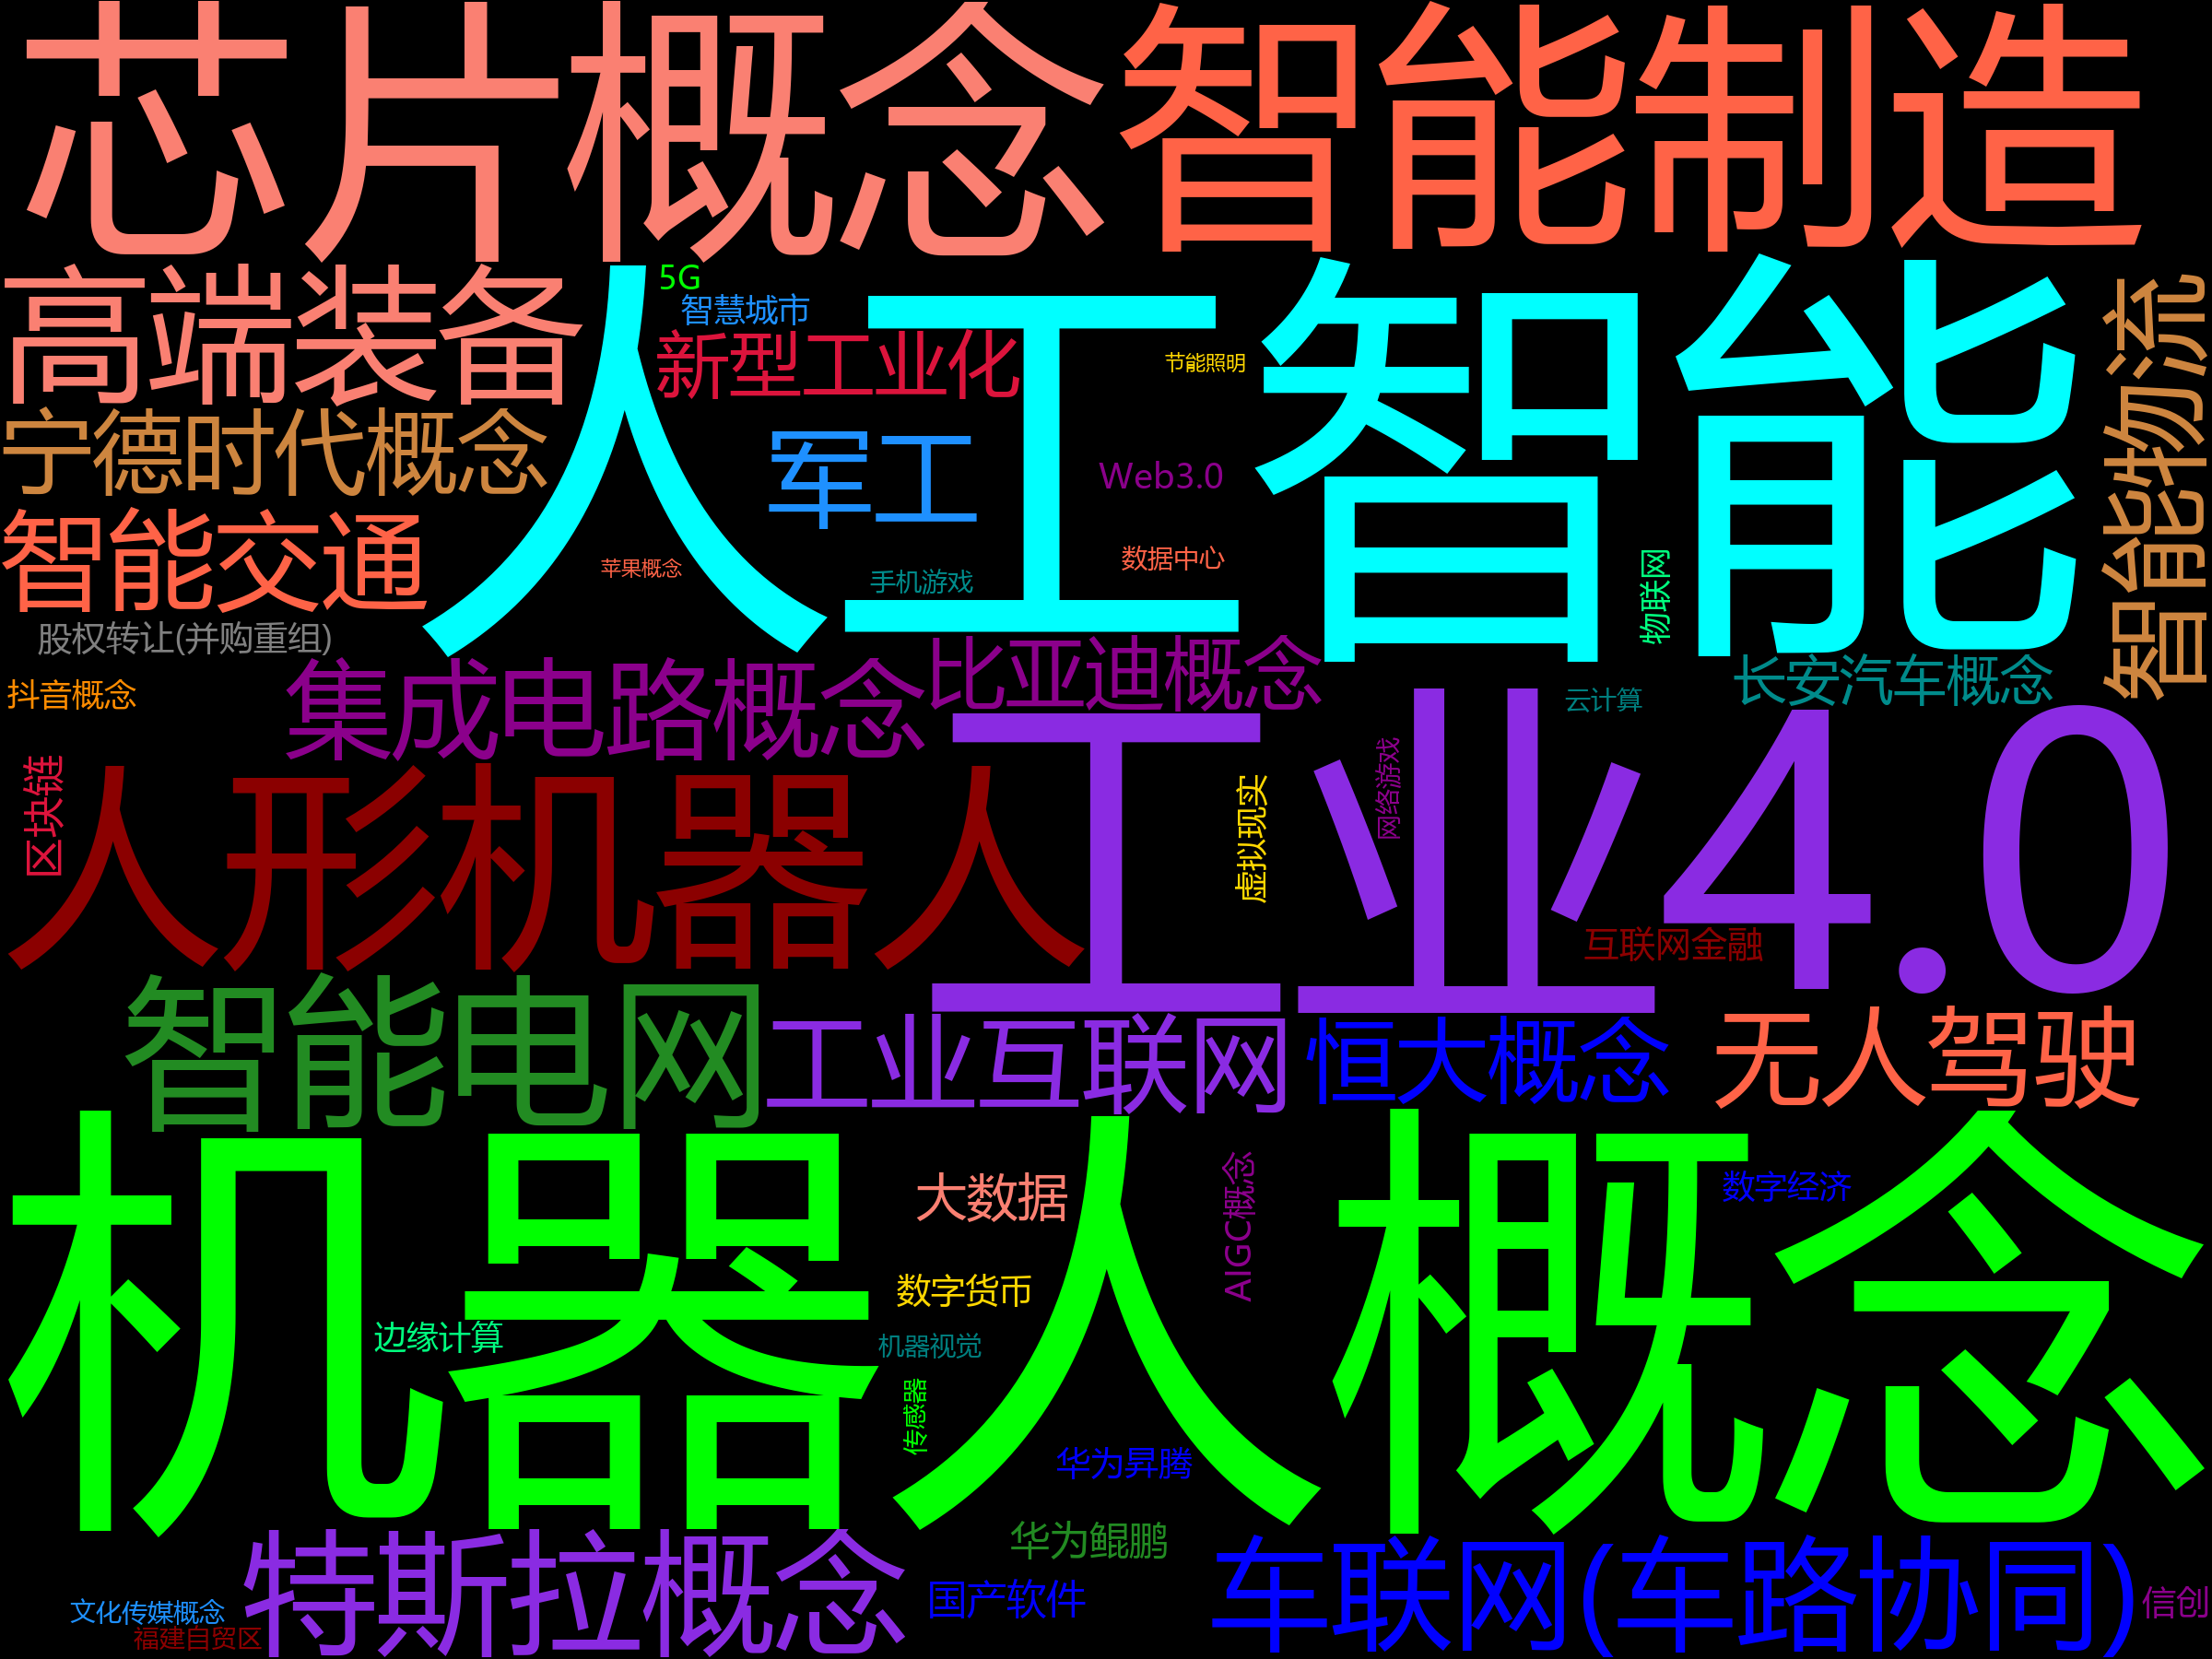 芯片概念
智能制造
高端装备
5G
智慧城市
新型工业化
节能照明
人工智能
智能物流
宁德时代概念
军工
Web3.0
智能交通
苹果概念
手机游戏
数据中心
物联网
股权转让(并购重组)
抖音概念
集成电路概念
比亚迪概念
云计算
长安汽车概念
区块链
人形机器人
工业4.0
虚拟现实
网络游戏
互联网金融
智能电网
工业互联网
恒大概念
无人驾驶
机器人概念
大数据
AIGC概念
数字经济
数字货币
边缘计算
机器视觉
传感器
华为昇腾
华为鲲鹏
特斯拉概念
国产软件
车联网(车路协同)
信创
文化传媒概念
福建自贸区